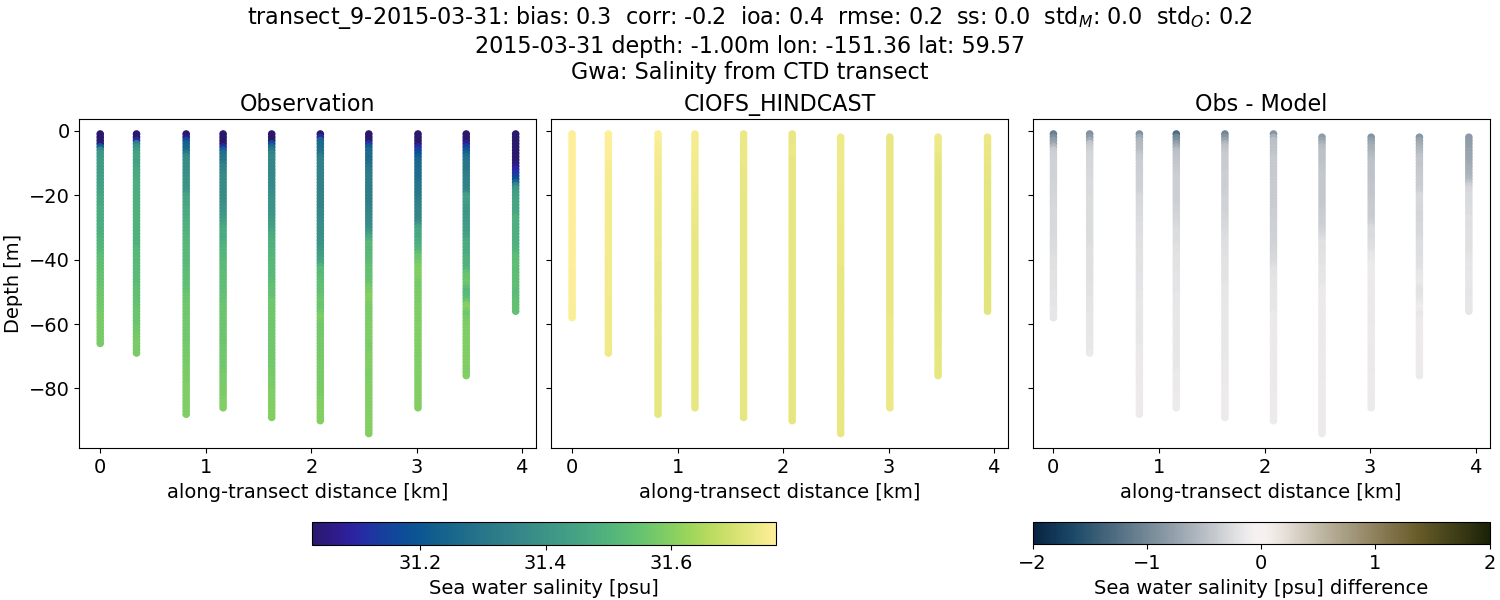 transect_9-2015-03-31: bias: 0.3  corr: -0.2  ioa: 0.4  rmse: 0.2  ss: 0.0  std_M: 0.0  std_O: 0.2
2015-03-31 depth: -1.00m lon: -151.36 lat: 59.57
Gwa: Salinity from CTD transect
Observation
CIOFS_HINDCAST
Obs - Model
Depth [m]
0
−20
−40
−60
−80
0 1 2 3 4
0 1 2 3 4
0 1 2 3 4
along-transect distance [km]
along-transect distance [km]
along-transect distance [km]
31.2 31.4 31.6
Sea water salinity [psu]
−2 −1 0 1 2
Sea water salinity [psu] difference